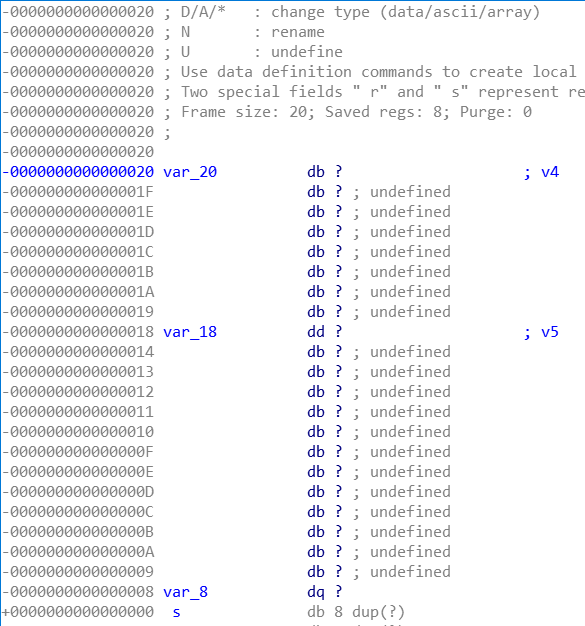 -0000000000000020 ; D/A/*   : change type (data/ascii/array)
-0000000000000020 ; N       : rename
-0000000000000020 ; U       : undefine
-0000000000000020 ; Use data definition commands to create local
-0000000000000020 ; Two special fields " r" and " s" represent re
-0000000000000020 ; Frame size: 20; Saved regs: 8; Purge: 0
-0000000000000020 ;
-0000000000000020
-0000000000000020 var_20          db ?                    ; v4
-000000000000001F                 db ? ; undefined
-000000000000001E                 db ? ; undefined
-000000000000001D                 db ? ; undefined
-000000000000001C                 db ? ; undefined
-000000000000001B                 db ? ; undefined
-000000000000001A                 db ? ; undefined
-0000000000000019                 db ? ; undefined
-0000000000000018 var_18          dd ?                    ; v5
-0000000000000014                 db ? ; undefined
-0000000000000013                 db ? ; undefined
-0000000000000012                 db ? ; undefined
-0000000000000011                 db ? ; undefined
-0000000000000010                 db ? ; undefined
-000000000000000F                 db ? ; undefined
-000000000000000E                 db ? ; undefined
-000000000000000D                 db ? ; undefined
-000000000000000C                 db ? ; undefined
-000000000000000B                 db ? ; undefined
-000000000000000A                 db ? ; undefined
-0000000000000009                 db ? ; undefined
-0000000000000008 var_8           dq ?
+0000000000000000  s              db 8 dup(?)